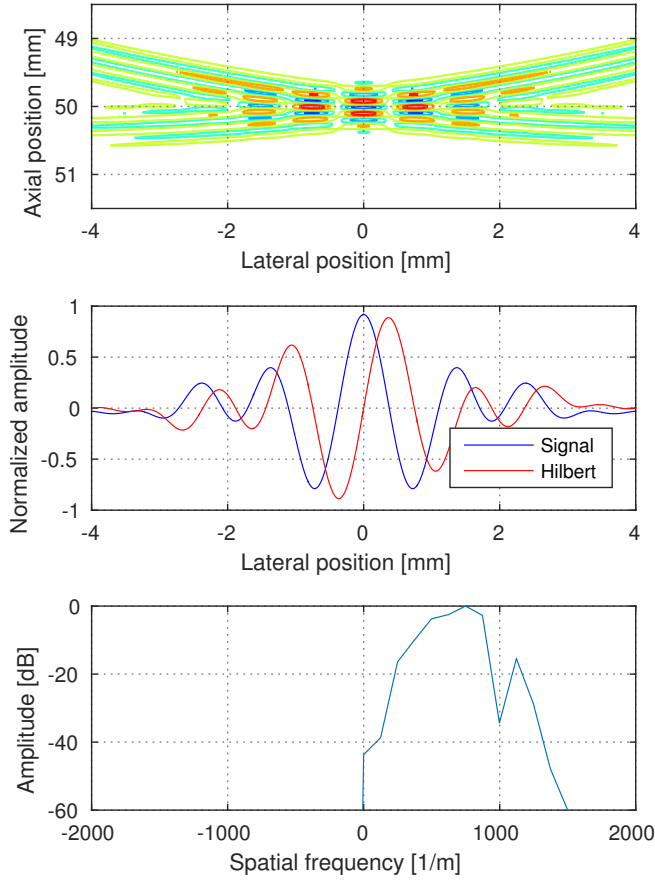 Axial position [mm]
49
50
51
-4 -2 0 2 4
Lateral position [mm]
Normalized amplitude
1
0.5
0
-0.5
-1
Signal
Hilbert
-4 -2 0 2 4
Lateral position [mm]
Amplitude [dB]
0
-20
-40
-60
-2000 -1000 0 1000 2000
Spatial frequency [1/m]